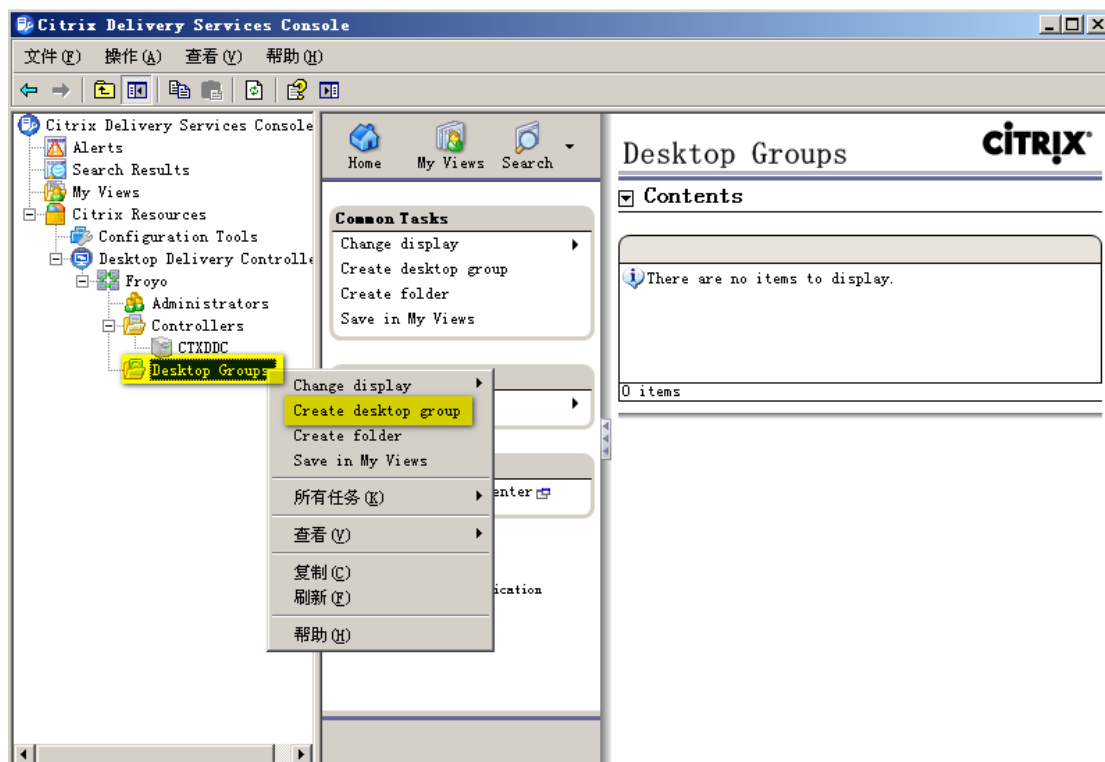 Citrix Delivery Services Console
文件(F) 操作(A) 查看(V) 帮助(H)
Citrix Delivery Services Console
Alerts
Search Results
My Views
Citrix Resources
Configuration Tools
Desktop Delivery Controlle
Froyo
Administrators
Controllers
CTXDDC
Desktop Groups
Home My Views Search
Common Tasks
Change display
Create desktop group
Create folder
Save in My Views
Change display
Create desktop group
Create folder
Save in My Views
所有任务(K)
查看(V)
复制(C)
刷新(F)
帮助(H)
enter
ication
Desktop Groups
CITRIX
Contents
There are no items to display.
0 items